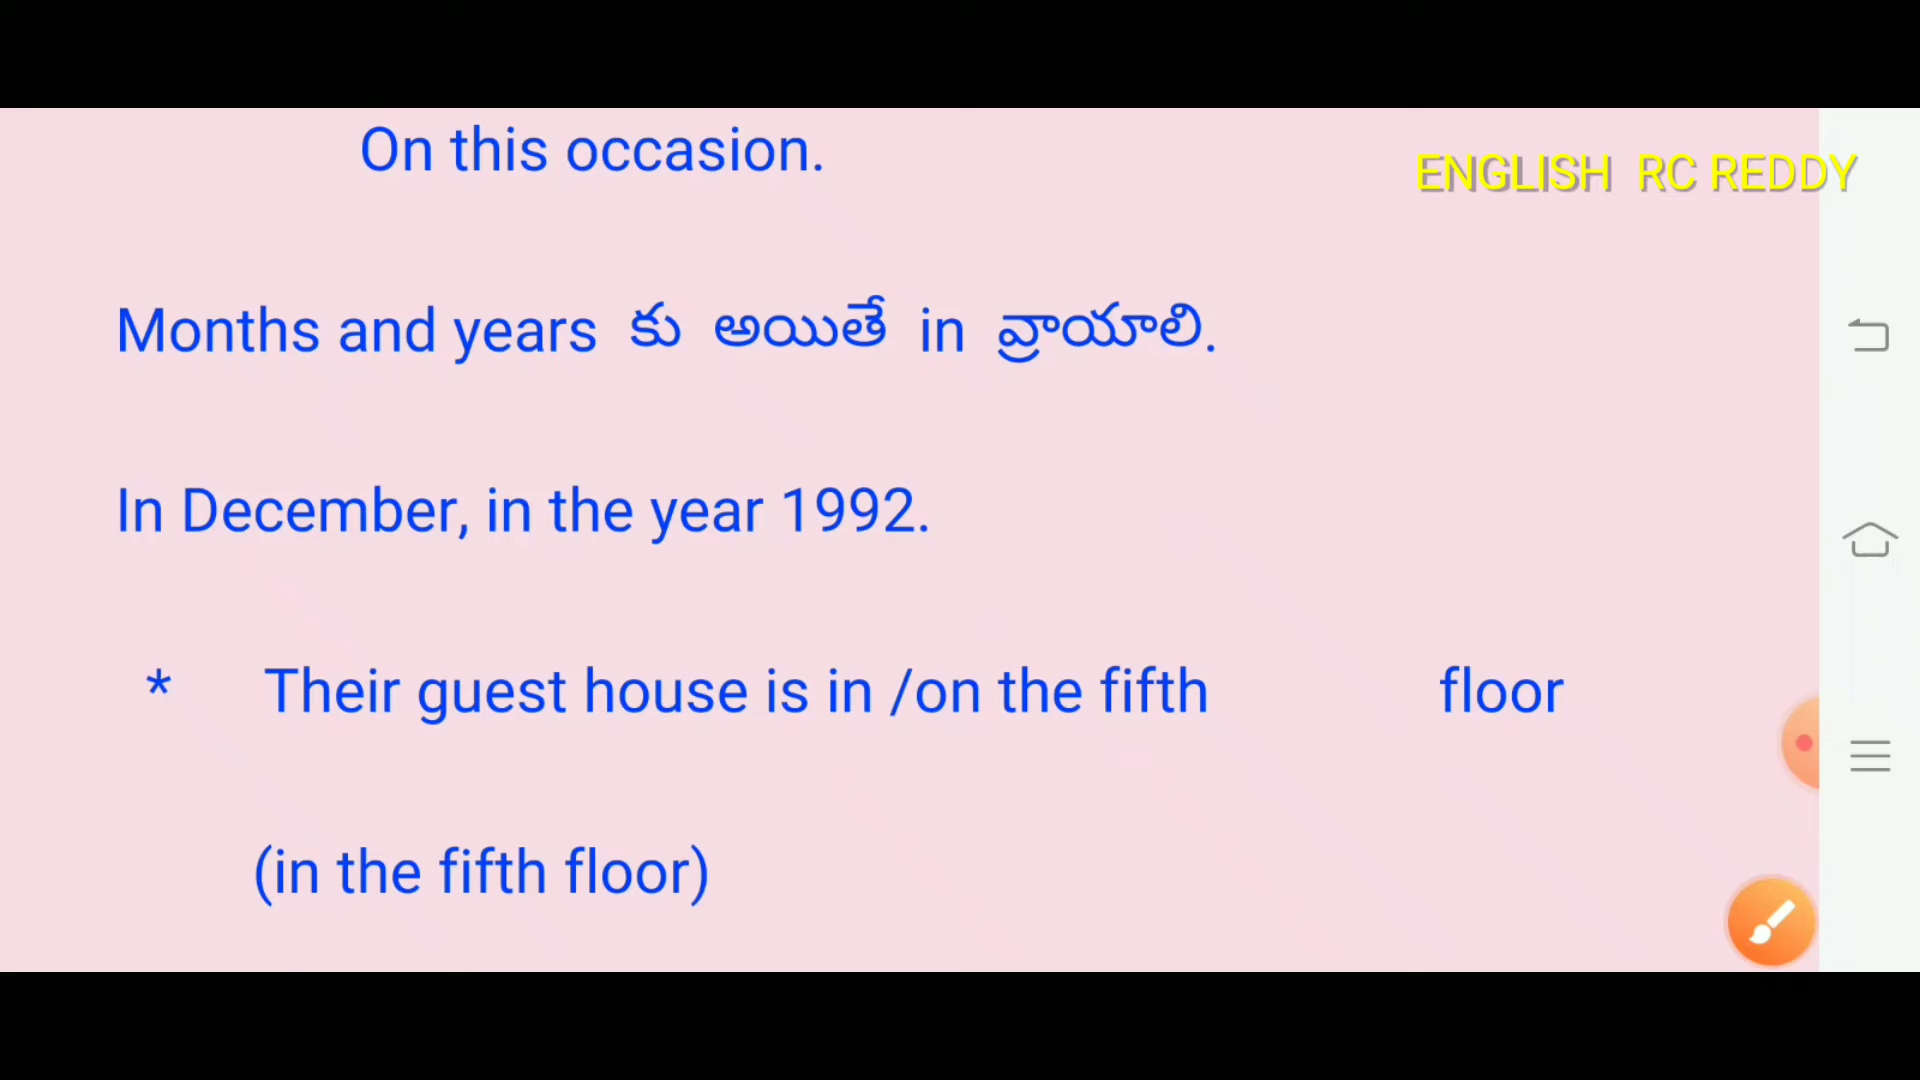 On this occasion.
ENGLISH RC REDDY
Months and years కు అయితే in వ్రాయాలి.
In December, in the year 1992.
* Their guest house is in /on the fifth floor
(in the fifth floor)